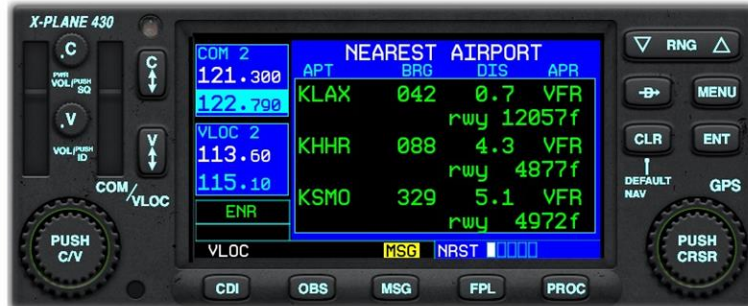 X-PLANE 430
.C
PWR
VOL/PUSH SQ
.V
VOL/PUSH ID
C
V
COM/VLOC
PUSH C/V
COM 2
121.300
122.790
VLOC 2
113.60
115.10
ENR
VLOC
NEAREST AIRPORT
APT BRG DIS APR
KLAX 042 0.7 VFR
rwy 12057f
KHHR 088 4.3 VFR
rwy 4877f
KSMO 329 5.1 VFR
rwy 4972f
MSG NRST
RNG
D
MENU
CLR
ENT
DEFAULT NAV
GPS
PUSH CRSR
CDI
OBS
MSG
FPL
PROC